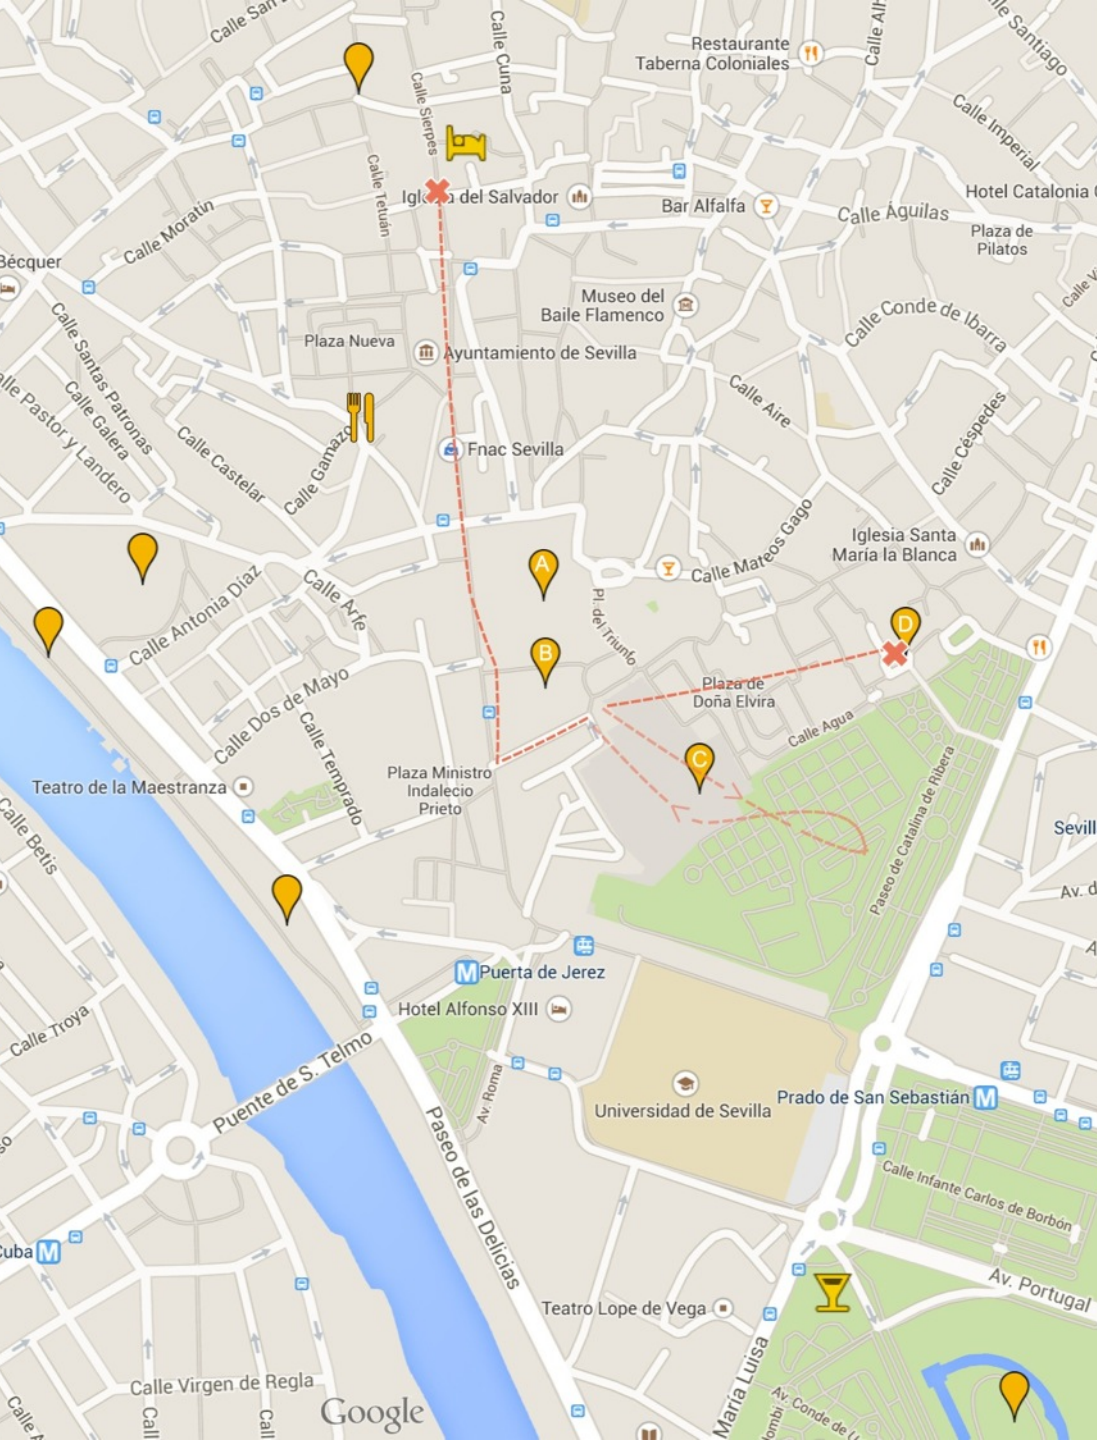 Calle San
Calle Cuna
Restaurante
Taberna Coloniales
Calle
Santiago
Calle Sierpes
Calle Imperial
Calle Tetuán
del Salvador
Bar Alfalfa
Calle Águilas
Hotel Catalonia
Plaza de
Pilatos
Calle Moratín
Bécquer
Museo del
Baile Flamenco
Calle Conde de Ibarra
Calle
Plaza Nueva
Ayuntamiento de Sevilla
Calle Santas Patronas
Calle Galera
Pastor y Landero
Calle Castelar
Calle Gamazo
Fnac Sevilla
Calle Aire
Calle Céspedes
Calle Mateos Gago
Iglesia Santa
María la Blanca
A
Calle Antonia Díaz
Calle Arfe
Pl. del Triunfo
B
D
Plaza de
Doña Elvira
Calle Agua
Calle Dos de Mayo
Calle Temprado
Teatro de la Maestranza
Plaza Ministro
Indalecio
Prieto
C
Paseo de Catalina de Ribera
Calle Betis
Sevill
Av. d
M
Puerta de Jerez
Hotel Alfonso XIII
Calle Troya
Puente de S. Telmo
Av. Roma
Universidad de Sevilla
Prado de San Sebastián
M
Paseo de las Delicias
Calle Infante Carlos de Borbón
Cuba
M
Av. Portugal
Teatro Lope de Vega
María Luisa
Calle Virgen de Regla
Google
Av. Conde de
Calle
Call
Call